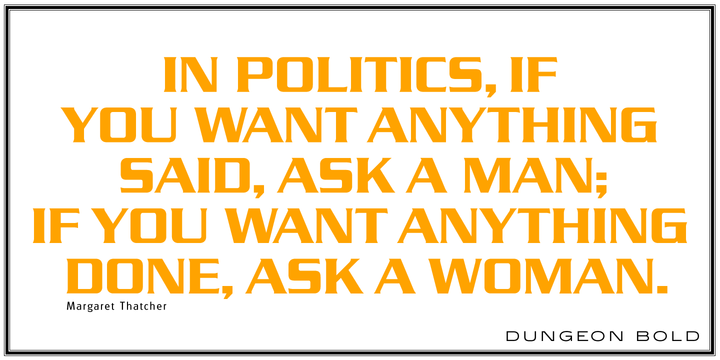 IN POLITICS, IF
YOU WANT ANYTHING
SAID, ASK A MAN;
IF YOU WANT ANYTHING
DONE, ASK A WOMAN.
Margaret Thatcher
DUNGEON BOLD